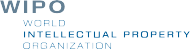 WIPO
WORLD
INTELLECTUAL PROPERTY
ORGANIZATION